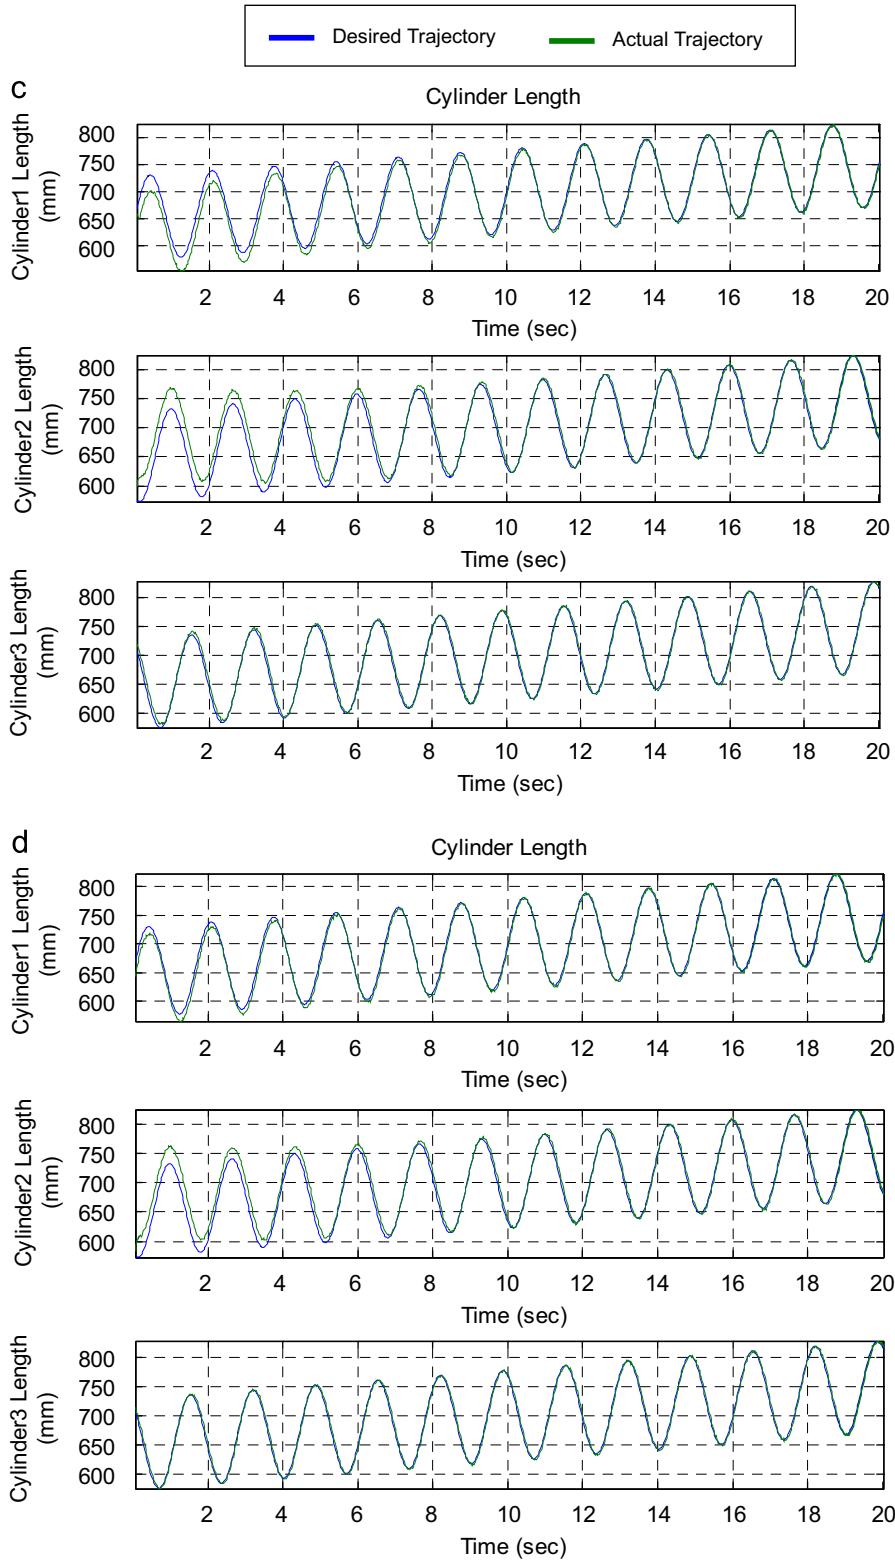 Desired Trajectory Actual Trajectory
c
Cylinder Length
Cylinder1 Length
(mm)
800
750
700
650
600
2 4 6 8 10 12 14 16 18 20
Time (sec)
Cylinder2 Length
(mm)
800
750
700
650
600
2 4 6 8 10 12 14 16 18 20
Time (sec)
Cylinder3 Length
(mm)
800
750
700
650
600
2 4 6 8 10 12 14 16 18 20
Time (sec)
d
Cylinder Length
Cylinder1 Length
(mm)
800
750
700
650
600
2 4 6 8 10 12 14 16 18 20
Time (sec)
Cylinder2 Length
(mm)
800
750
700
650
600
2 4 6 8 10 12 14 16 18 20
Time (sec)
Cylinder3 Length
(mm)
800
750
700
650
600
2 4 6 8 10 12 14 16 18 20
Time (sec)